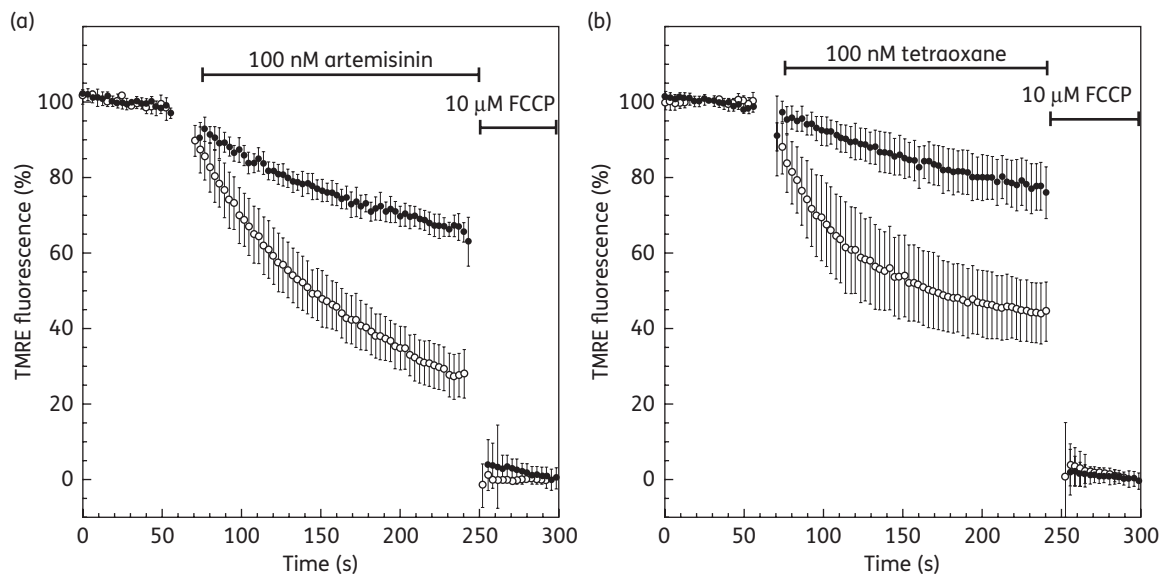 (a)
100 nM artemisinin
10 µM FCCP
100
80
60
40
20
0
TMRE fluorescence (%)
0 50 100 150 200 250 300
Time (s)
(b)
100 nM tetraoxane
10 µM FCCP
100
80
60
40
20
0
TMRE fluorescence (%)
0 50 100 150 200 250 300
Time (s)